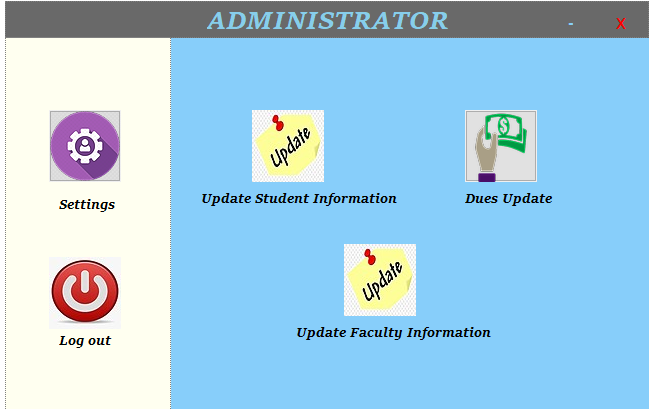 ADMINISTRATOR
- X
Update
Update Student Information
Dues Update
Settings
Update
Update Faculty Information
Log out